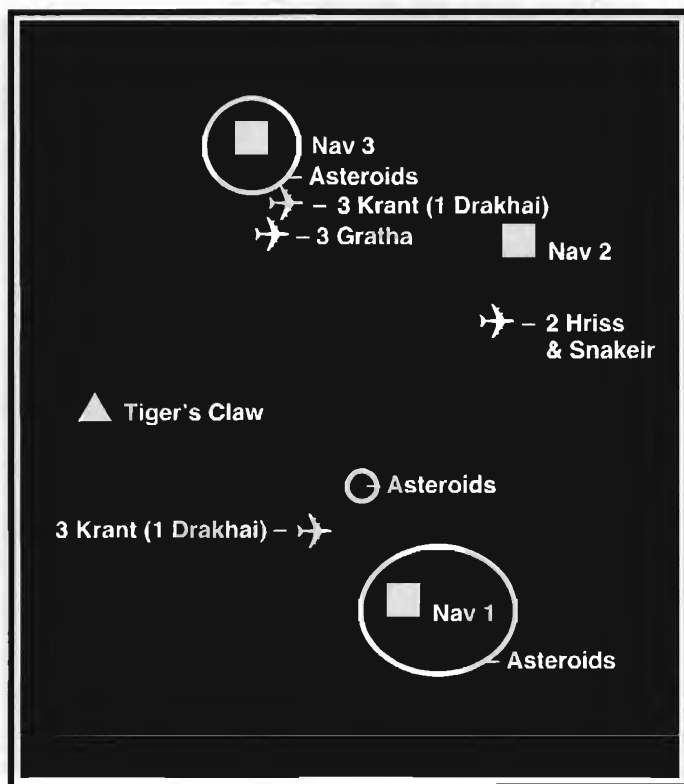 Nav 3
– Asteroids
– 3 Krant (1 Drakhai)
– 3 Gratha
Nav 2
– 2 Hriss
& Snakeir
Tiger's Claw
– Asteroids
3 Krant (1 Drakhai) –
Nav 1
– Asteroids